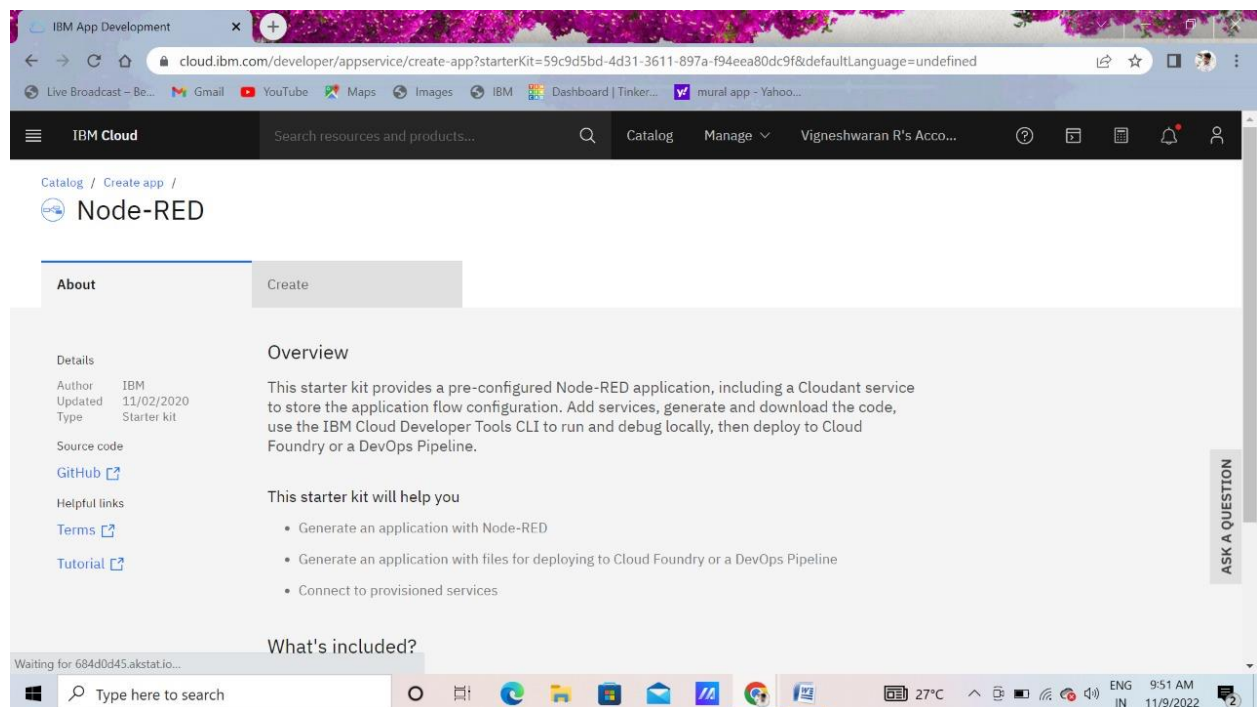 IBM App Development
cloud.ibm.com/developer/appservice/create-app?starterKit=59c9d5bd-4d31-3611-897a-f94eea80dc9f&defaultLanguage=undefined
Live Broadcast – Be... Gmail YouTube Maps Images IBM Dashboard | Tinker... mural app - Yahoo...
IBM Cloud Search resources and products... Catalog Manage Vigneshwaran R's Acco...
Catalog / Create app /
Node-RED
About Create
Details
Author IBM
Updated 11/02/2020
Type Starter kit
Source code
GitHub
Helpful links
Terms
Tutorial
Overview
This starter kit provides a pre-configured Node-RED application, including a Cloudant service
to store the application flow configuration. Add services, generate and download the code,
use the IBM Cloud Developer Tools CLI to run and debug locally, then deploy to Cloud
Foundry or a DevOps Pipeline.
This starter kit will help you
• Generate an application with Node-RED
• Generate an application with files for deploying to Cloud Foundry or a DevOps Pipeline
• Connect to provisioned services
What's included?
ASK A QUESTION
Waiting for 684d0d45.akstat.io...
Type here to search 27°C ENG 9:51 AM
IN 11/9/2022 2